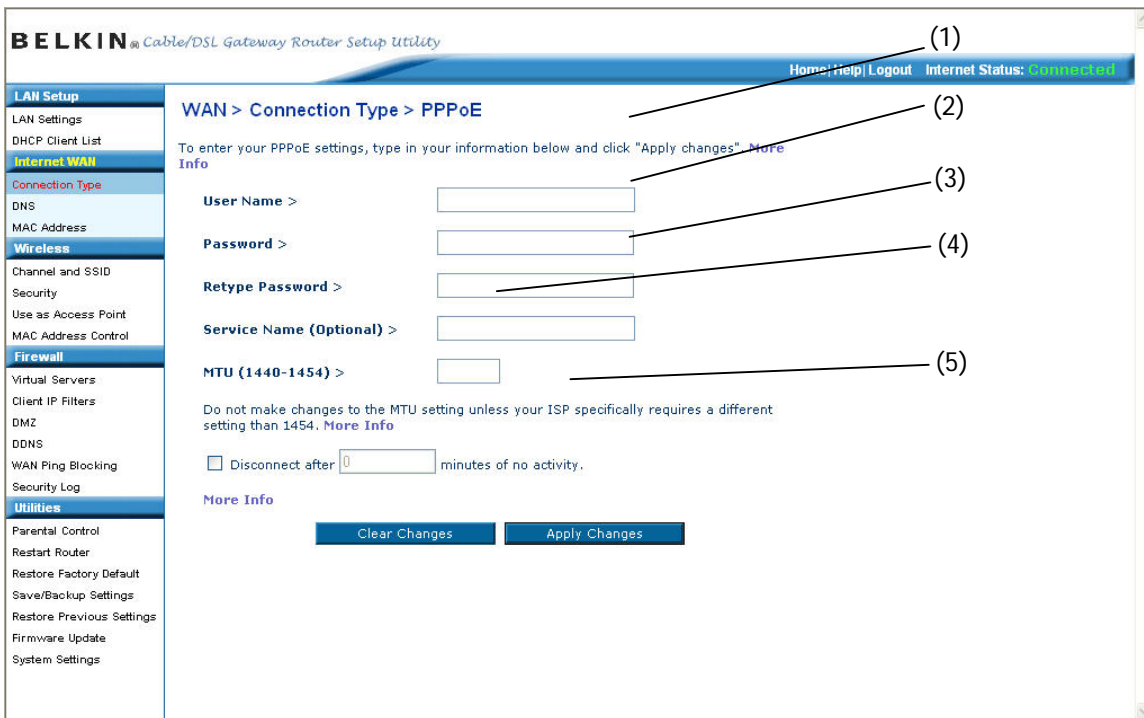 BELKIN® Cable/DSL Gateway Router Setup Utility
(1)
Home| Help| Logout Internet Status: Connected
LAN Setup
LAN Settings
DHCP Client List
Internet WAN
Connection Type
DNS
MAC Address
Wireless
Channel and SSID
Security
Use as Access Point
MAC Address Control
Firewall
Virtual Servers
Client IP Filters
DMZ
DDNS
WAN Ping Blocking
Security Log
Utilities
Parental Control
Restart Router
Restore Factory Default
Save/Backup Settings
Restore Previous Settings
Firmware Update
System Settings
WAN > Connection Type > PPPoE
(2)
To enter your PPPoE settings, type in your information below and click "Apply changes". More
Info
(3)
User Name >
Password >
(4)
Retype Password >
Service Name (Optional) >
(5)
MTU (1440-1454) >
Do not make changes to the MTU setting unless your ISP specifically requires a different
setting than 1454. More Info
Disconnect after 0 minutes of no activity.
More Info
Clear Changes Apply Changes